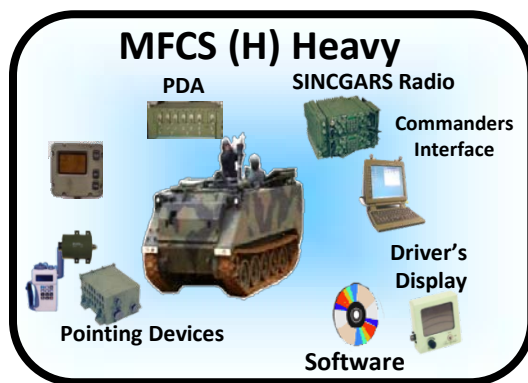 MFCS (H) Heavy
PDA
SINCGARS Radio
Commanders
Interface
Driver's
Display
Pointing Devices
Software